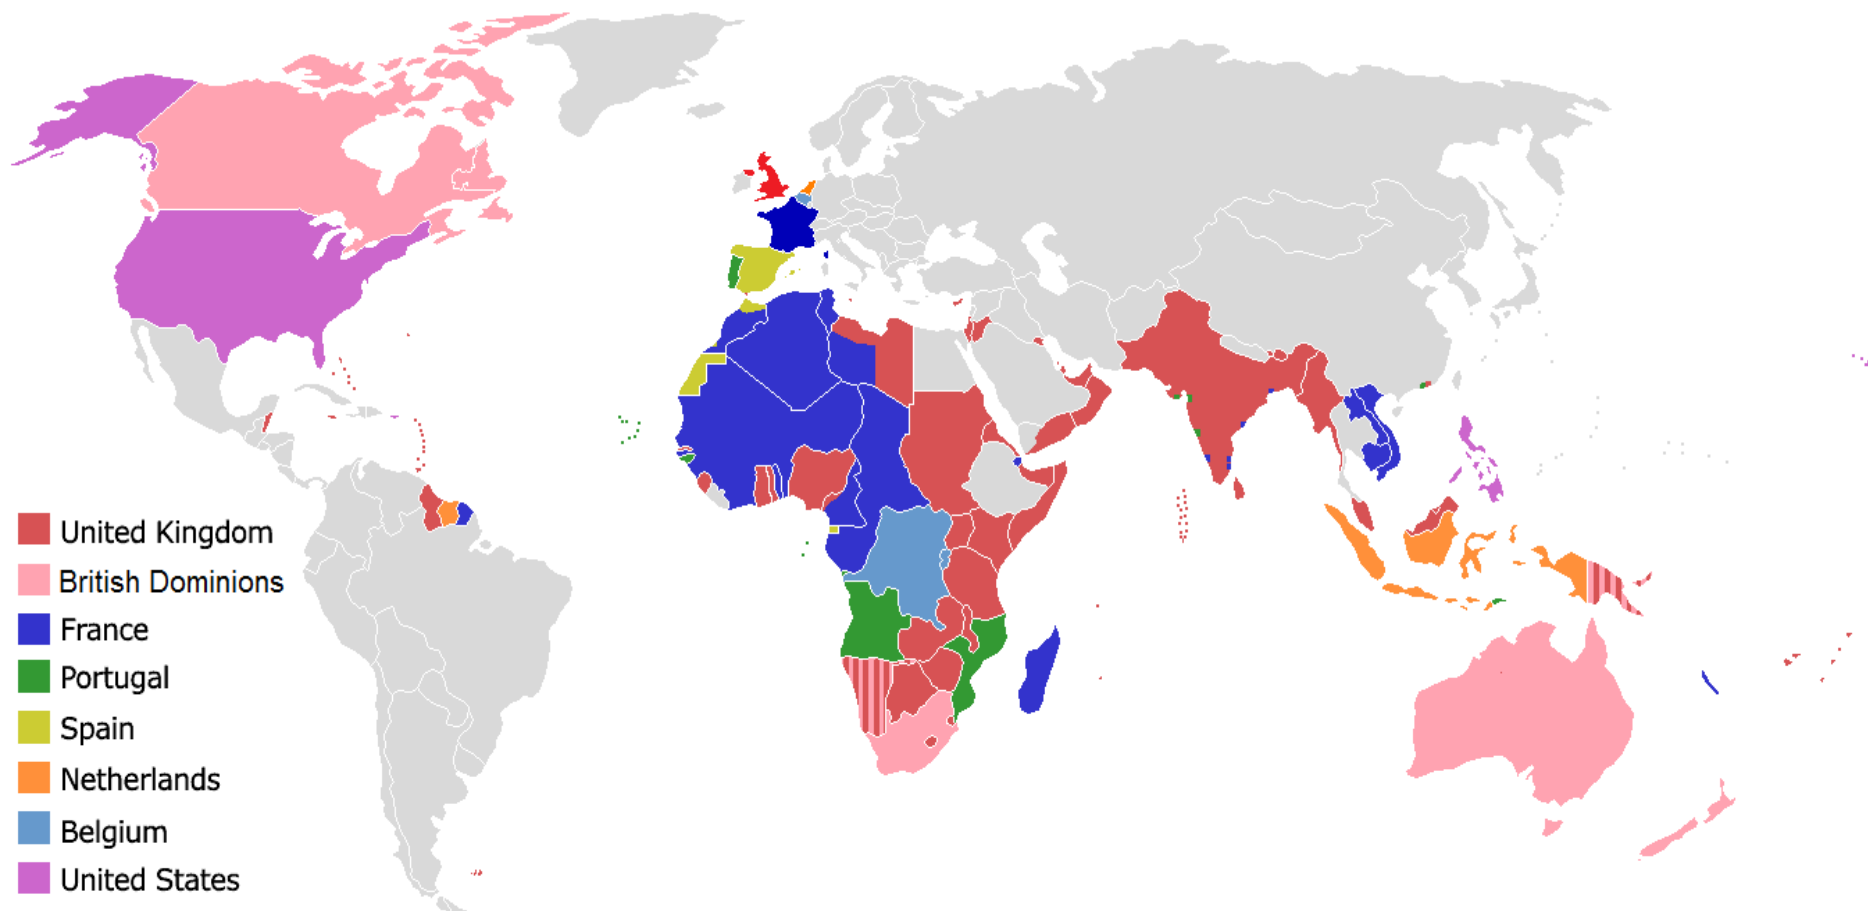 United Kingdom
British Dominions
France
Portugal
Spain
Netherlands
Belgium
United States